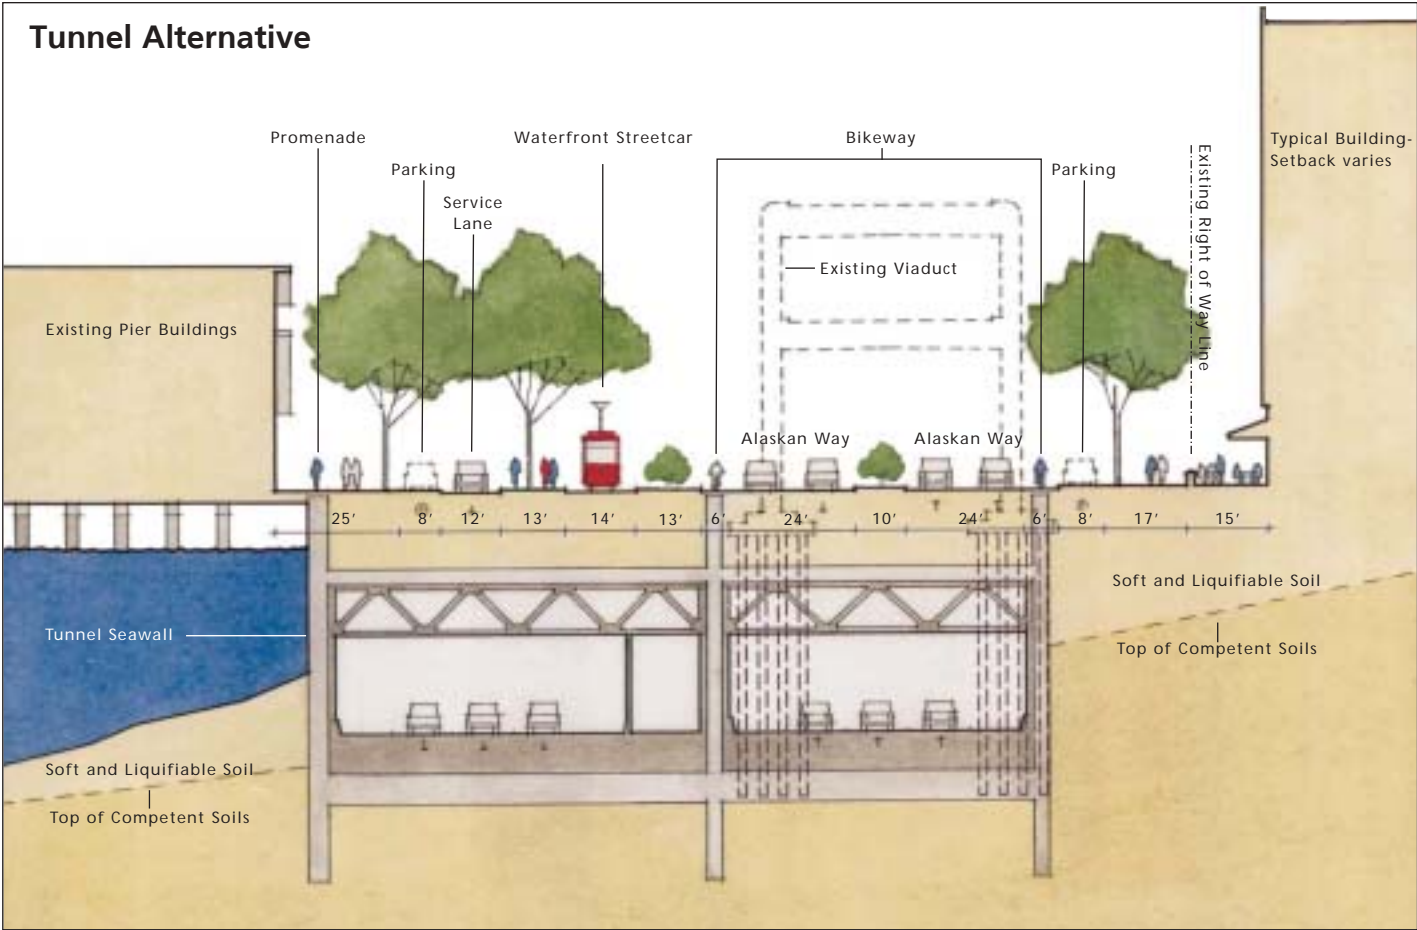 Tunnel Alternative
Promenade
Waterfront Streetcar
Bikeway
Parking
Parking
Service
Lane
Typical Building-
Setback varies
Existing Right of Way Line
Existing Viaduct
Existing Pier Buildings
Alaskan Way
Alaskan Way
25’
8’
12’
13’
14’
13’
6’
24’
10’
24’
6’
8’
17’
15’
Soft and Liquifiable Soil
Top of Competent Soils
Tunnel Seawall
Soft and Liquifiable Soil
Top of Competent Soils